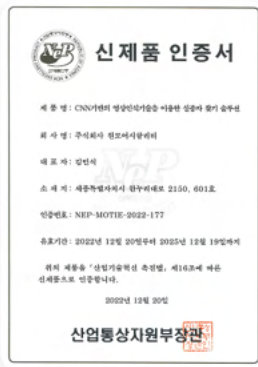 NeP
신제품 인증서
제 품 명 : CNN기반의 영상인식기술을 이용한 실종자 찾기 솔루션
회 사 명 : 주식회사 원모어시큐리티
대 표 자 : 김민식
소 재 지 : 세종특별자치시 한누리대로 2150, 601호
인증번호 : NEP-MOTIE-2022-177
유효기간 : 2022년 12월 20일부터 2025년 12월 19일까지
위의 제품을 「산업기술혁신 촉진법」 제16조에 따른
신제품으로 인증합니다.
2022년 12월 20일
산업통상자원부장관